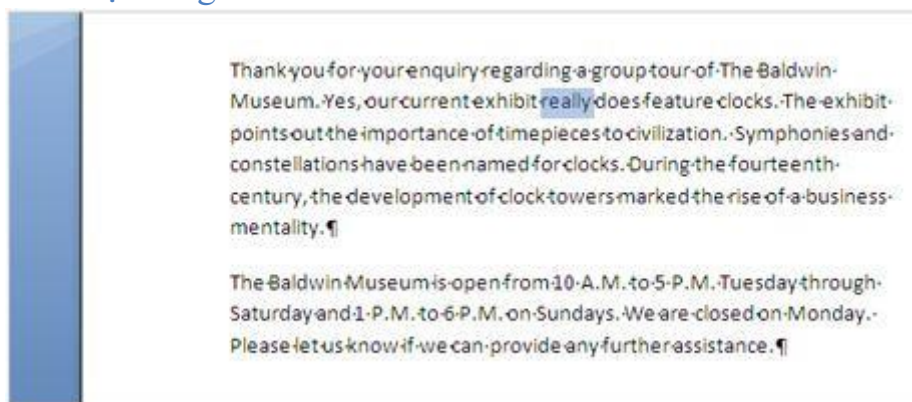 Thank you for your enquiry regarding a group tour of The Baldwin
Museum. Yes, our current exhibit really does feature clocks. The exhibit
points out the importance of timepieces to civilization. Symphonies and
constellations have been named for clocks. During the fourteenth
century, the development of clock towers marked the rise of a business
mentality.¶
The Baldwin Museum is open from 10 A.M. to 5 P.M. Tuesday through
Saturday and 1 P.M. to 6 P.M. on Sundays. We are closed on Monday.
Please let us know if we can provide any further assistance.¶